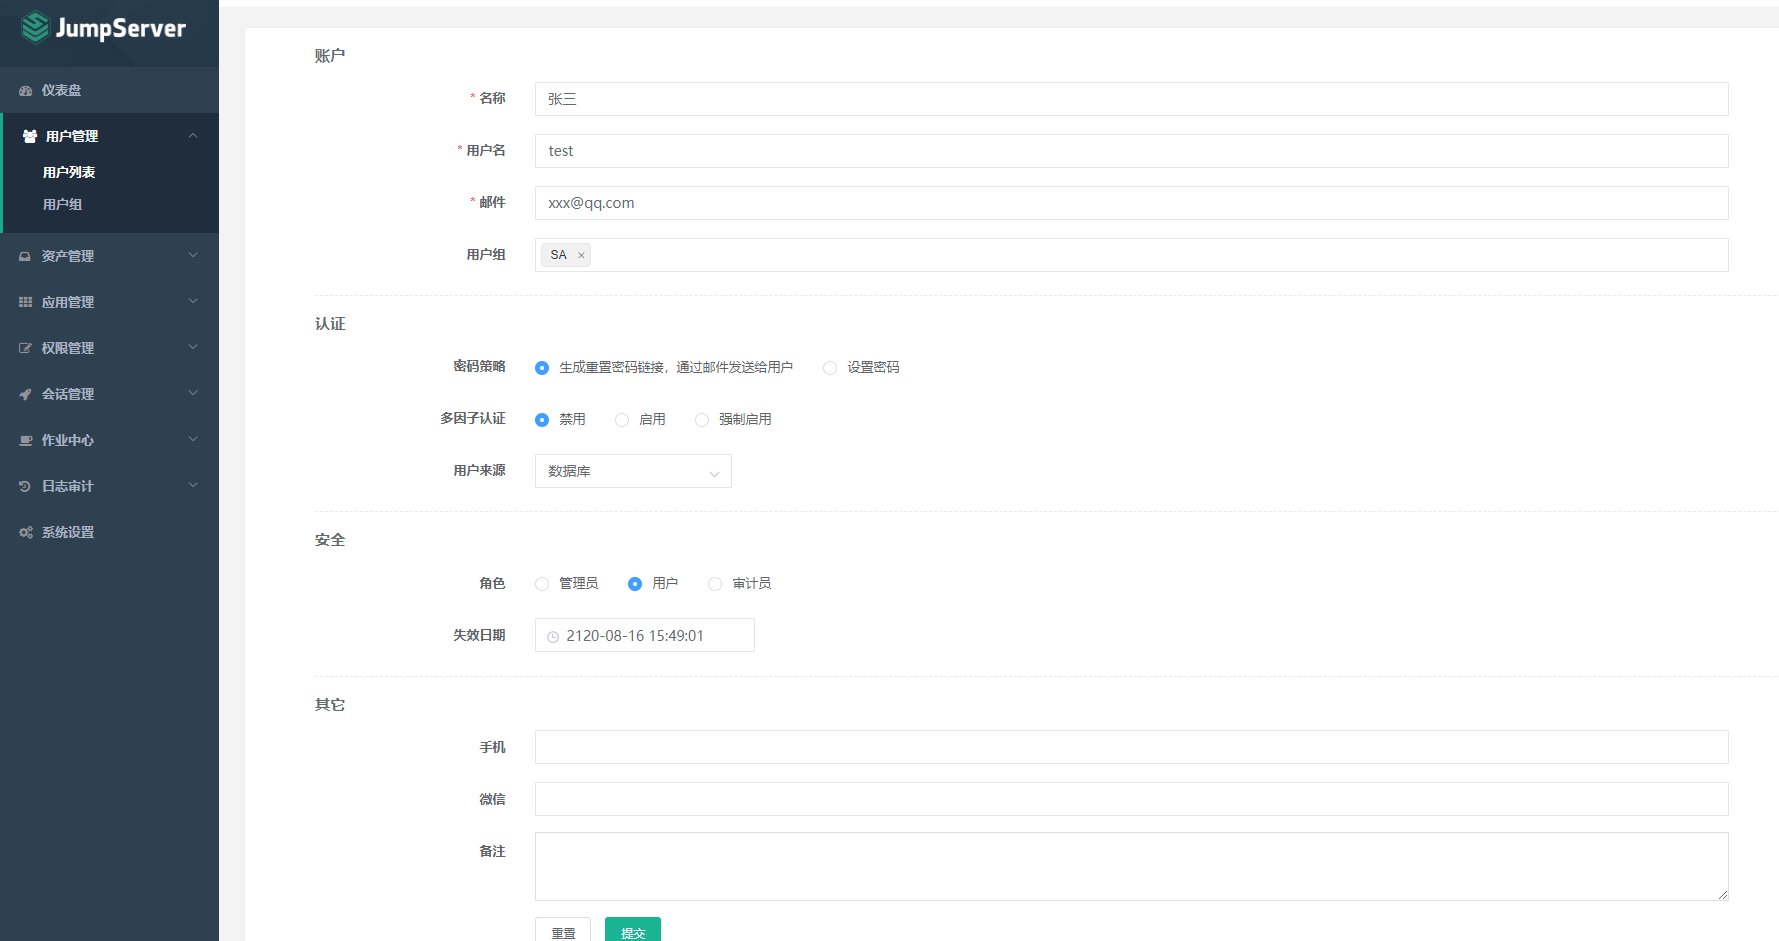 JumpServer
仪表盘
用户管理
用户列表
用户组
资产管理
应用管理
权限管理
会话管理
作业中心
日志审计
系统设置
账户
* 名称 张三
* 用户名 test
* 邮件 xxx@qq.com
用户组 SA ×
认证
密码策略 生成重置密码链接，通过邮件发送给用户 设置密码
多因子认证 禁用 启用 强制启用
用户来源 数据库
安全
角色 管理员 用户 审计员
失效日期 2120-08-16 15:49:01
其它
手机
微信
备注
重置 提交